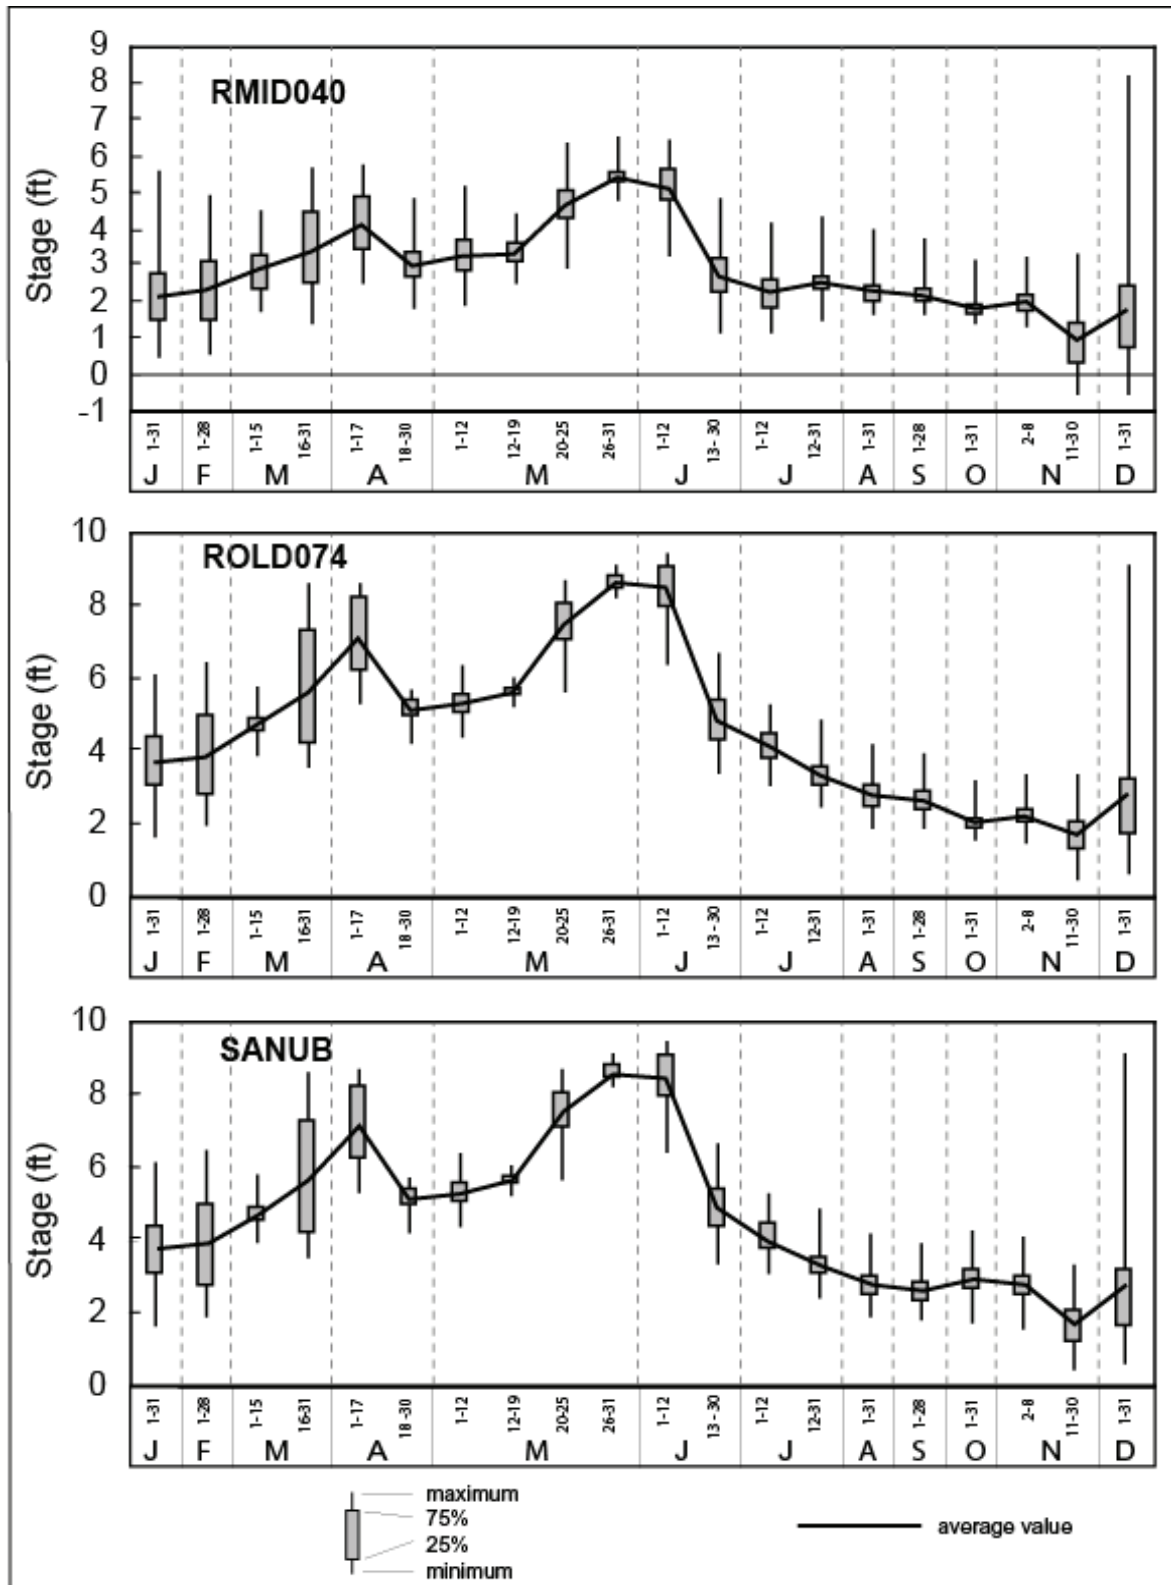 9
RMID040
8
7
6
5
4
3
2
1
0
-1
Stage (ft)
1-31 1-28 1-15 16-31 1-17 18-30 1-12 12-19 20-25 26-31 1-12 13-30 1-12 12-31 1-31 1-28 1-31 2-8 11-30 1-31
J F M A M J J A S O N D
10
ROLD074
8
6
4
2
0
Stage (ft)
1-31 1-28 1-15 16-31 1-17 18-30 1-12 12-19 20-25 26-31 1-12 13-30 1-12 12-31 1-31 1-28 1-31 2-8 11-30 1-31
J F M A M J J A S O N D
10
SANUB
8
6
4
2
0
Stage (ft)
1-31 1-28 1-15 16-31 1-17 18-30 1-12 12-19 20-25 26-31 1-12 13-30 1-12 12-31 1-31 1-28 1-31 2-8 11-30 1-31
J F M A M J J A S O N D
maximum
75%
25%
minimum
average value